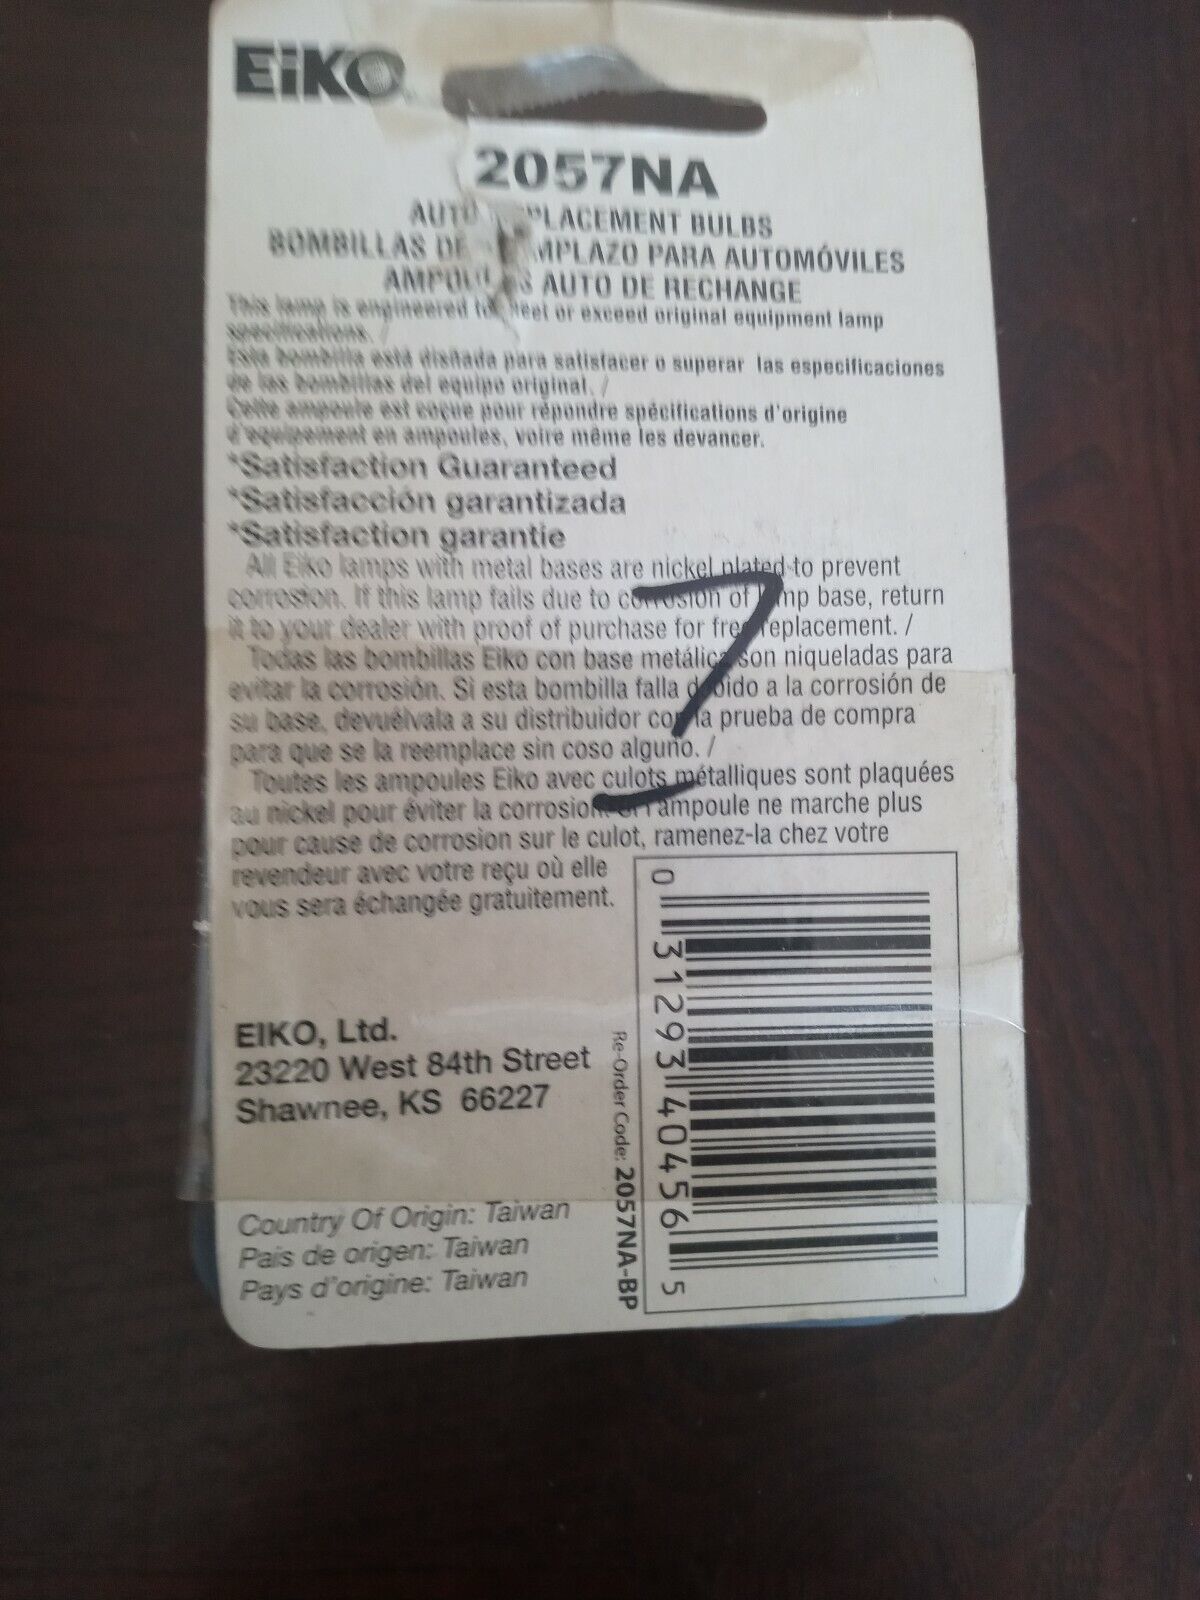 EiKO
2057NA
AUTO PLACEMENT BULBS
BOMBILLAS DE MPLAZO PARA AUTOMÓVILES
AMPOULES AUTO DE RECHANGE
This lamp is engineered to meet or exceed original equipment lamp
specifications. /
Esta bombilla está diseñada para satisfacer o superar las especificaciones
de las bombillas del equipo original. /
Cette ampoule est coçue pour répondre spécifications d'origine
d'equipement en ampoules, voire même les devancer.
*Satisfaction Guaranteed
*Satisfacción garantizada
*Satisfaction garantie
All Eiko lamps with metal bases are nickel plated to prevent
corrosion. If this lamp fails due to corrosion of lamp base, return
it to your dealer with proof of purchase for free replacement. /
Todas las bombillas Eiko con base metálica son niqueladas para
evitar la corrosión. Si esta bombilla falla debido a la corrosión de
su base, devuélvala a su distribuidor con la prueba de compra
para que se la reemplace sin coso alguno. /
Toutes les ampoules Eiko avec culots métalliques sont plaquées
au nickel pour éviter la corrosion. Si l'ampoule ne marche plus
pour cause de corrosion sur le culot, ramenez-la chez votre
revendeur avec votre reçu où elle
vous sera échangée gratuitement.
EIKO, Ltd.
23220 West 84th Street
Shawnee, KS 66227
Country Of Origin: Taiwan
Pais de origen: Taiwan
Pays d'origine: Taiwan
Re-Order Code: 2057NA-BP
0 31293 40456 5